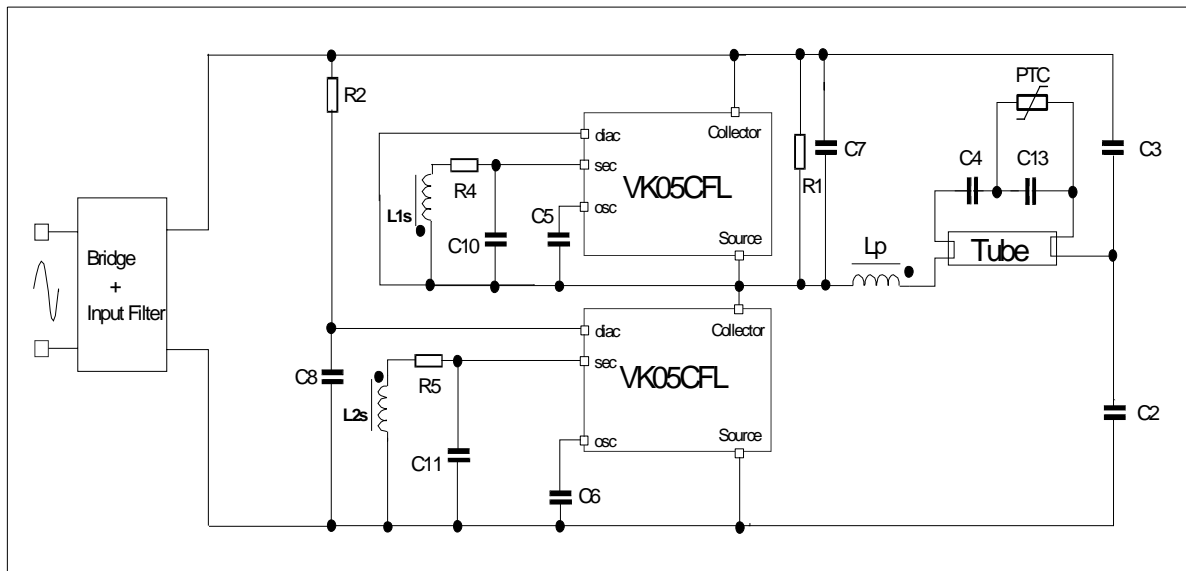 R2
PTC
diac
Collector
C7
C4
C13
C3
sec
R4
VK05CFL
R1
L1s
osc
C5
C10
Source
Lp
Tube
Bridge
+
Input Filter
diac
Collector
sec
C8
R5
VK05CFL
L2s
C2
osc
Source
C11
C6